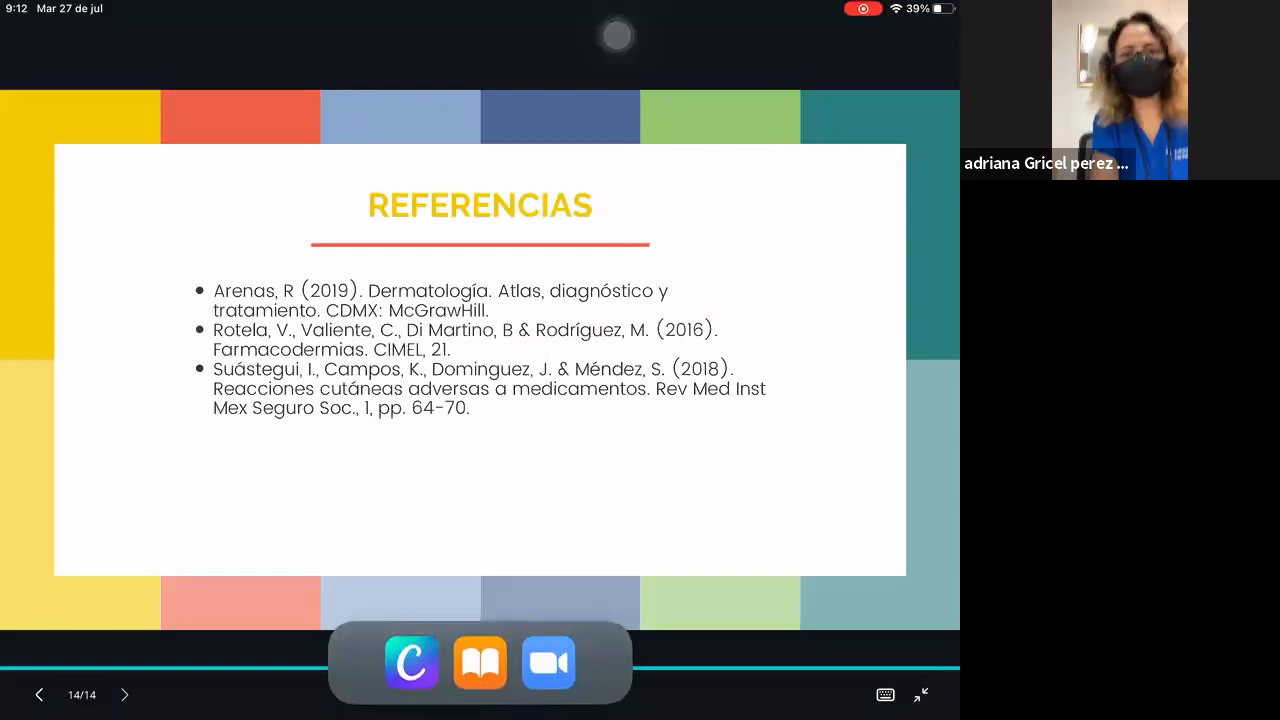 9:12 Mar 27 de jul
39%
adriana Gricel perez ...
REFERENCIAS
Arenas, R (2019). Dermatología. Atlas, diagnóstico y
tratamiento. CDMX: McGrawHill.
Rotela, V., Valiente, C., Di Martino, B & Rodríguez, M. (2016).
Farmacodermias. CIMEL, 21.
Suástegui, I., Campos, K., Dominguez, J. & Méndez, S. (2018).
Reacciones cutáneas adversas a medicamentos. Rev Med Inst
Mex Seguro Soc., 1, pp. 64-70.
14/14